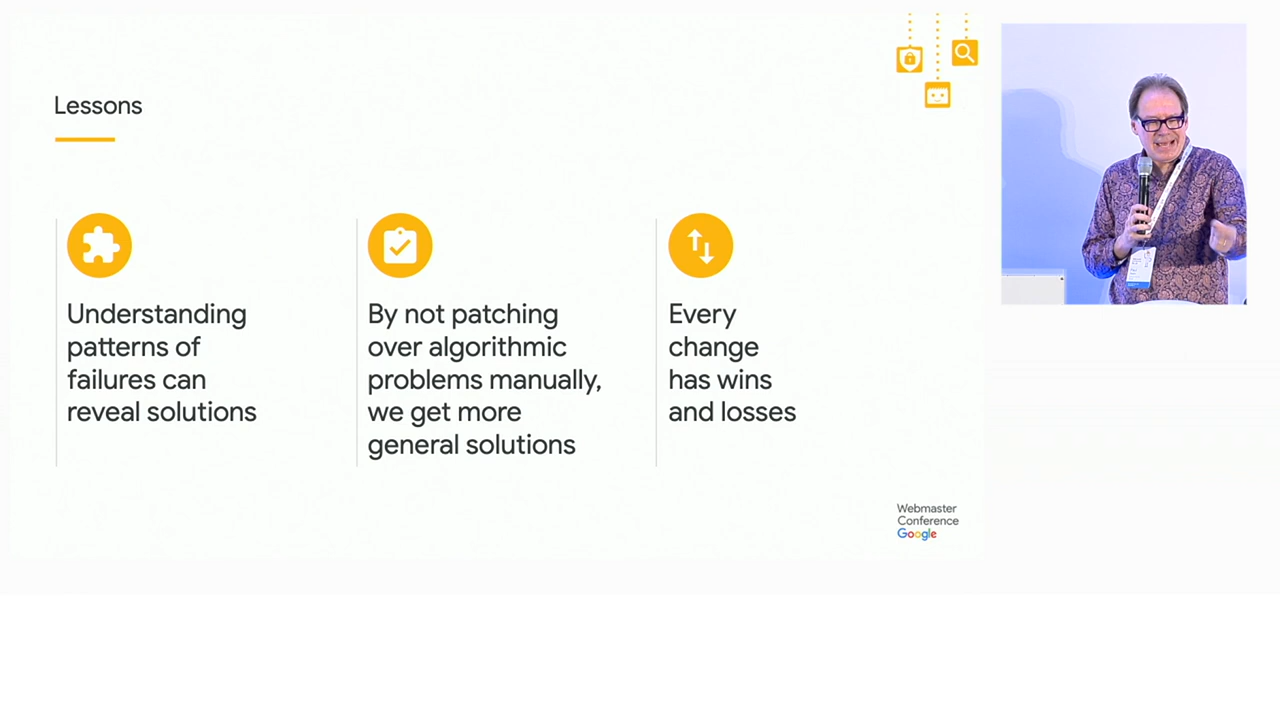 Lessons
Understanding
patterns of
failures can
reveal solutions
By not patching
over algorithmic
problems manually,
we get more
general solutions
Every
change
has wins
and losses
Webmaster
Conference
Google